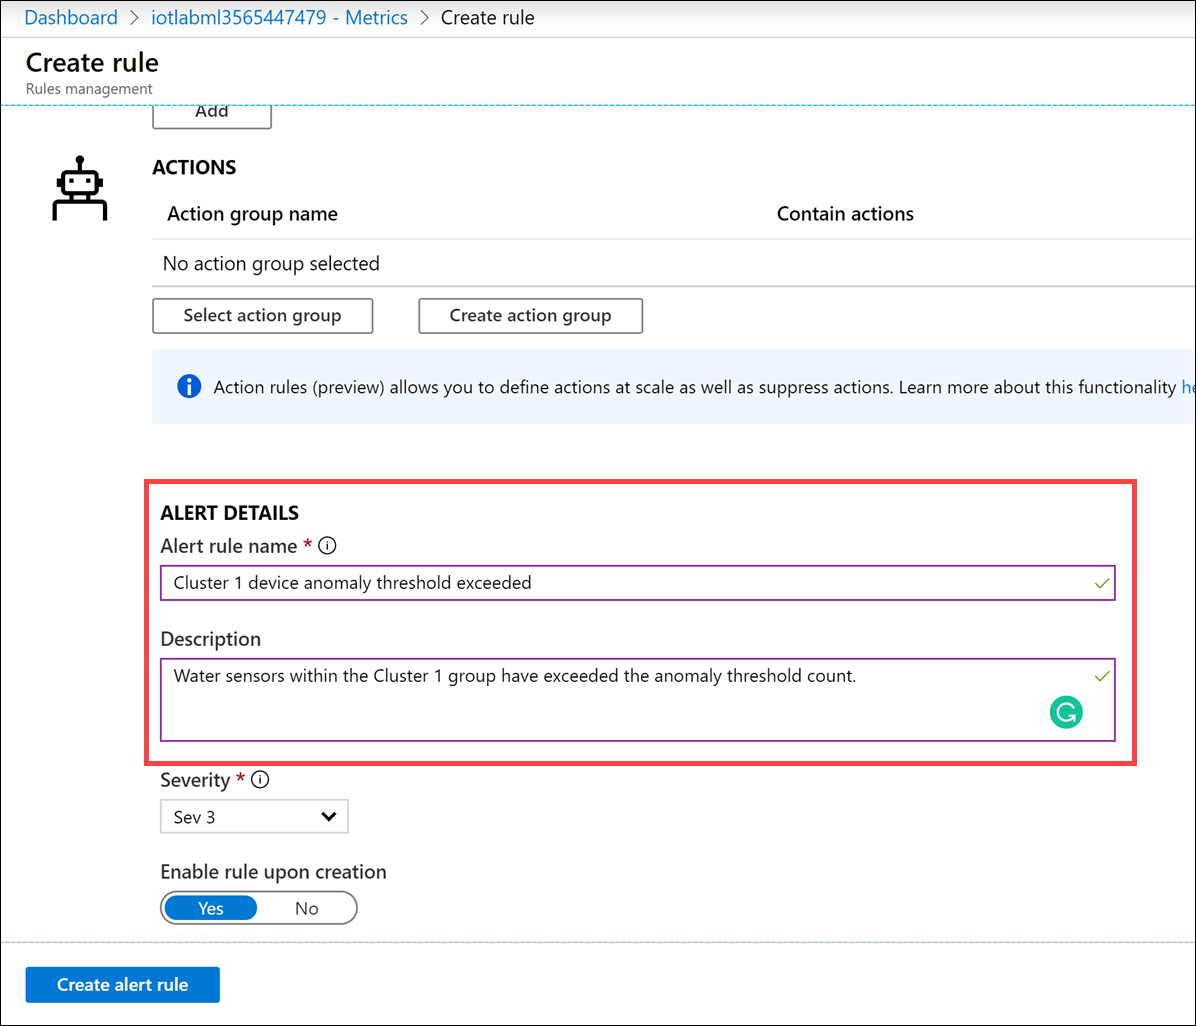 Dashboard > iotlabml3565447479 - Metrics > Create rule
Create rule
Rules management
Add
ACTIONS
Action group name Contain actions
No action group selected
Select action group Create action group
Action rules (preview) allows you to define actions at scale as well as suppress actions. Learn more about this functionality
ALERT DETAILS
Alert rule name *
Cluster 1 device anomaly threshold exceeded
Description
Water sensors within the Cluster 1 group have exceeded the anomaly threshold count.
Severity *
Sev 3
Enable rule upon creation
Yes No
Create alert rule